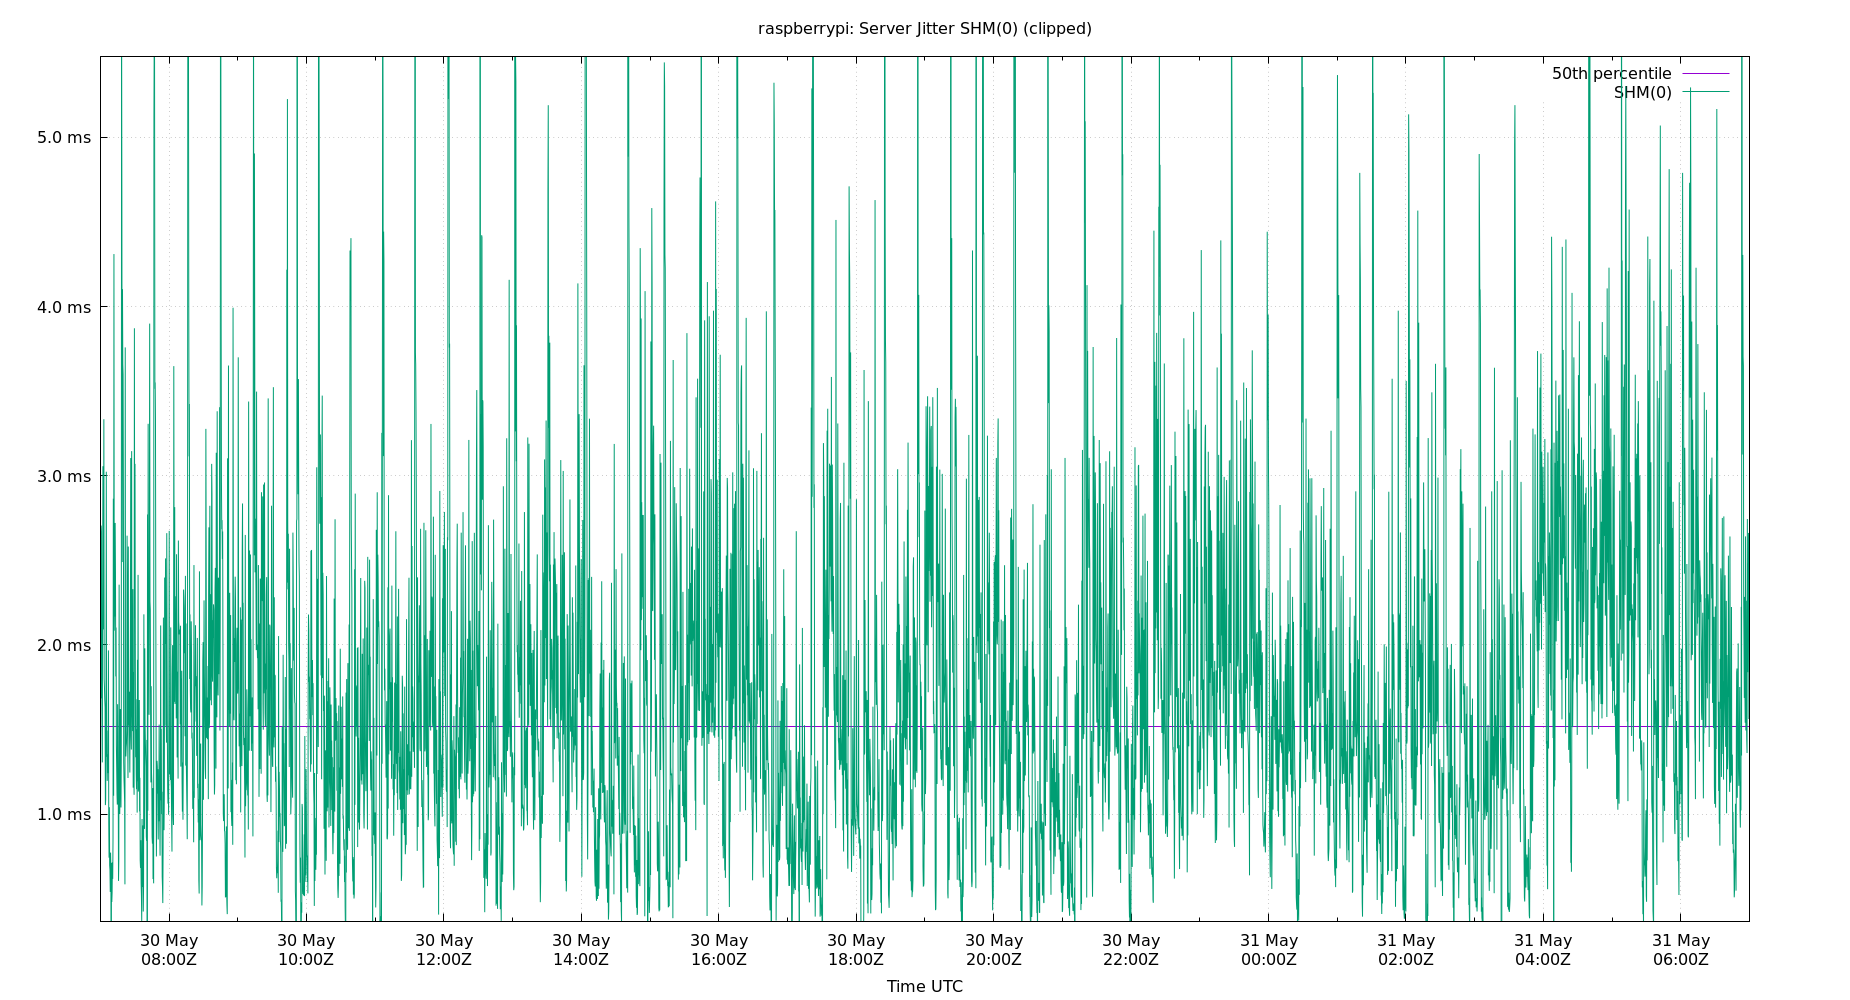 raspberrypi: Server Jitter SHM(0) (clipped)
50th percentile
SHM(0)
5.0 ms
4.0 ms
3.0 ms
2.0 ms
1.0 ms
30 May 30 May 30 May 30 May 30 May 30 May 30 May 30 May 31 May 31 May 31 May 31 May
08:00Z 10:00Z 12:00Z 14:00Z 16:00Z 18:00Z 20:00Z 22:00Z 00:00Z 02:00Z 04:00Z 06:00Z
Time UTC